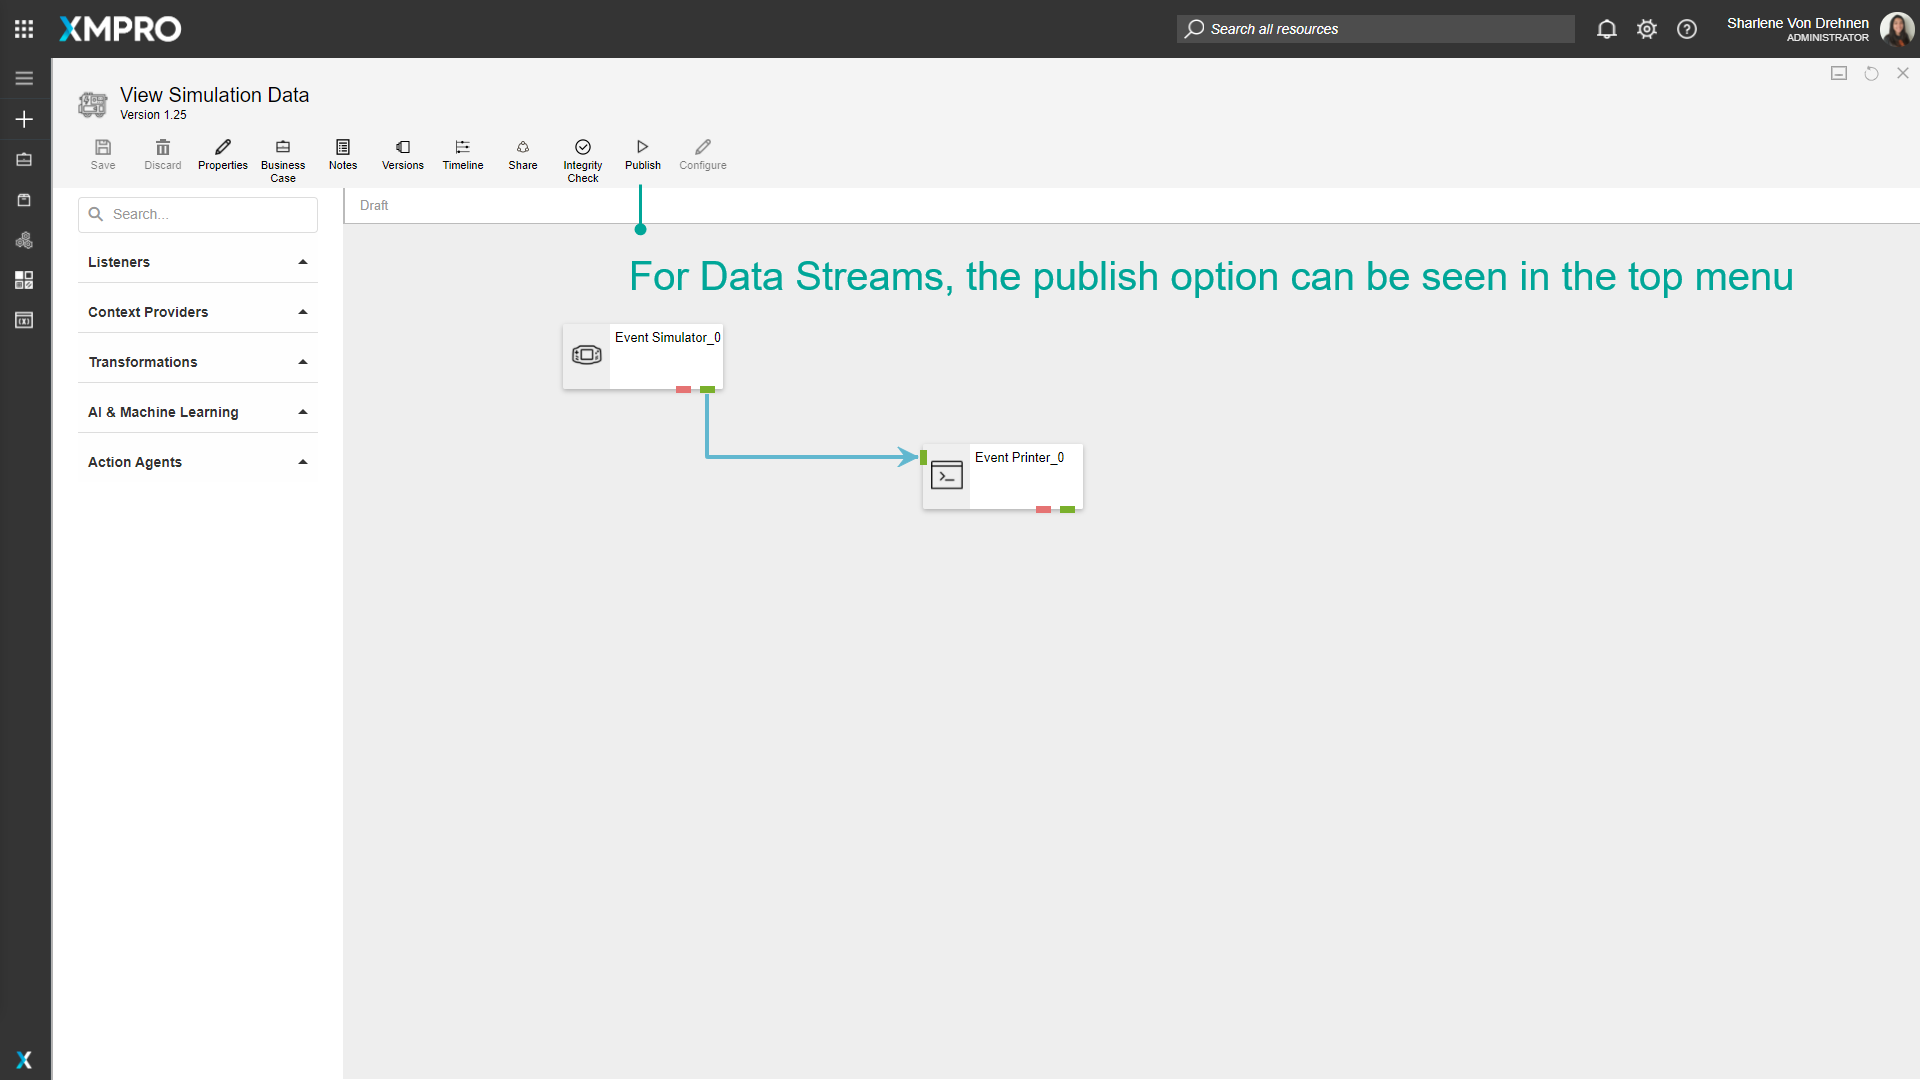 XMPRO
Search all resources
Sharlene Von Drehnen
ADMINISTRATOR
View Simulation Data
Version 1.25
Save
Discard
Properties
Business
Case
Notes
Versions
Timeline
Share
Integrity
Check
Publish
Configure
Search...
Draft
Listeners
Context Providers
Transformations
AI & Machine Learning
Action Agents
For Data Streams, the publish option can be seen in the top menu
Event Simulator_0
Event Printer_0
X